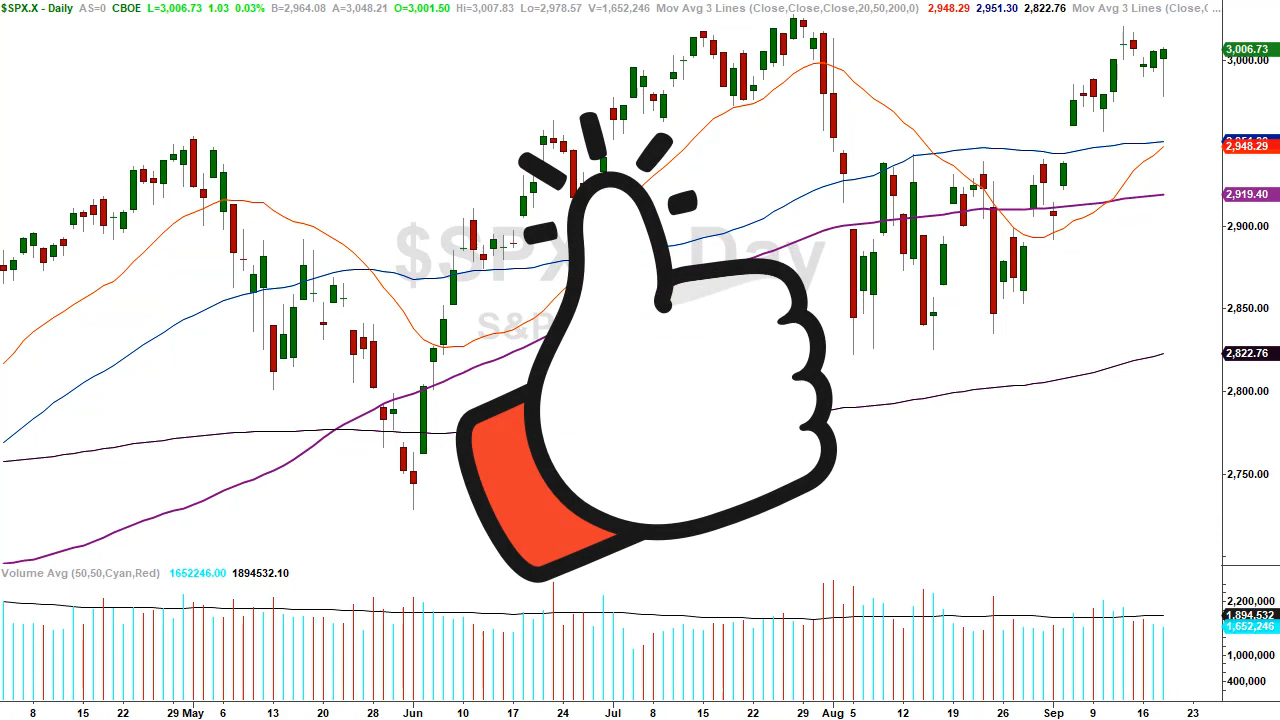 $SPX.X - Daily AS=0 CBOE L=3,006.73 1.03 0.03% B=2,964.08 A=3,048.21 O=3,001.50 Hi=3,007.83 Lo=2,978.57 V=1,652,246 Mov Avg 3 Lines (Close,Close,Close,20,50,200,0) 2,948.29 2,951.30 2,822.76 Mov Avg 3 Lines (Close,( ...
3,006.73
3,000.00
2,948.29
2,919.40
2,900.00
$SPX Day
S&P
2,850.00
2,822.76
2,800.00
2,750.00
Volume Avg (50,50,Cyan,Red) 1652246.00 1894532.10
2,200,000
1,894,532
1,652,246
1,000,000
400,000
8 15 22 29 May 6 13 20 28 Jun 10 17 24 Jul 8 15 22 29 Aug 5 12 19 26 Sep 9 16 23